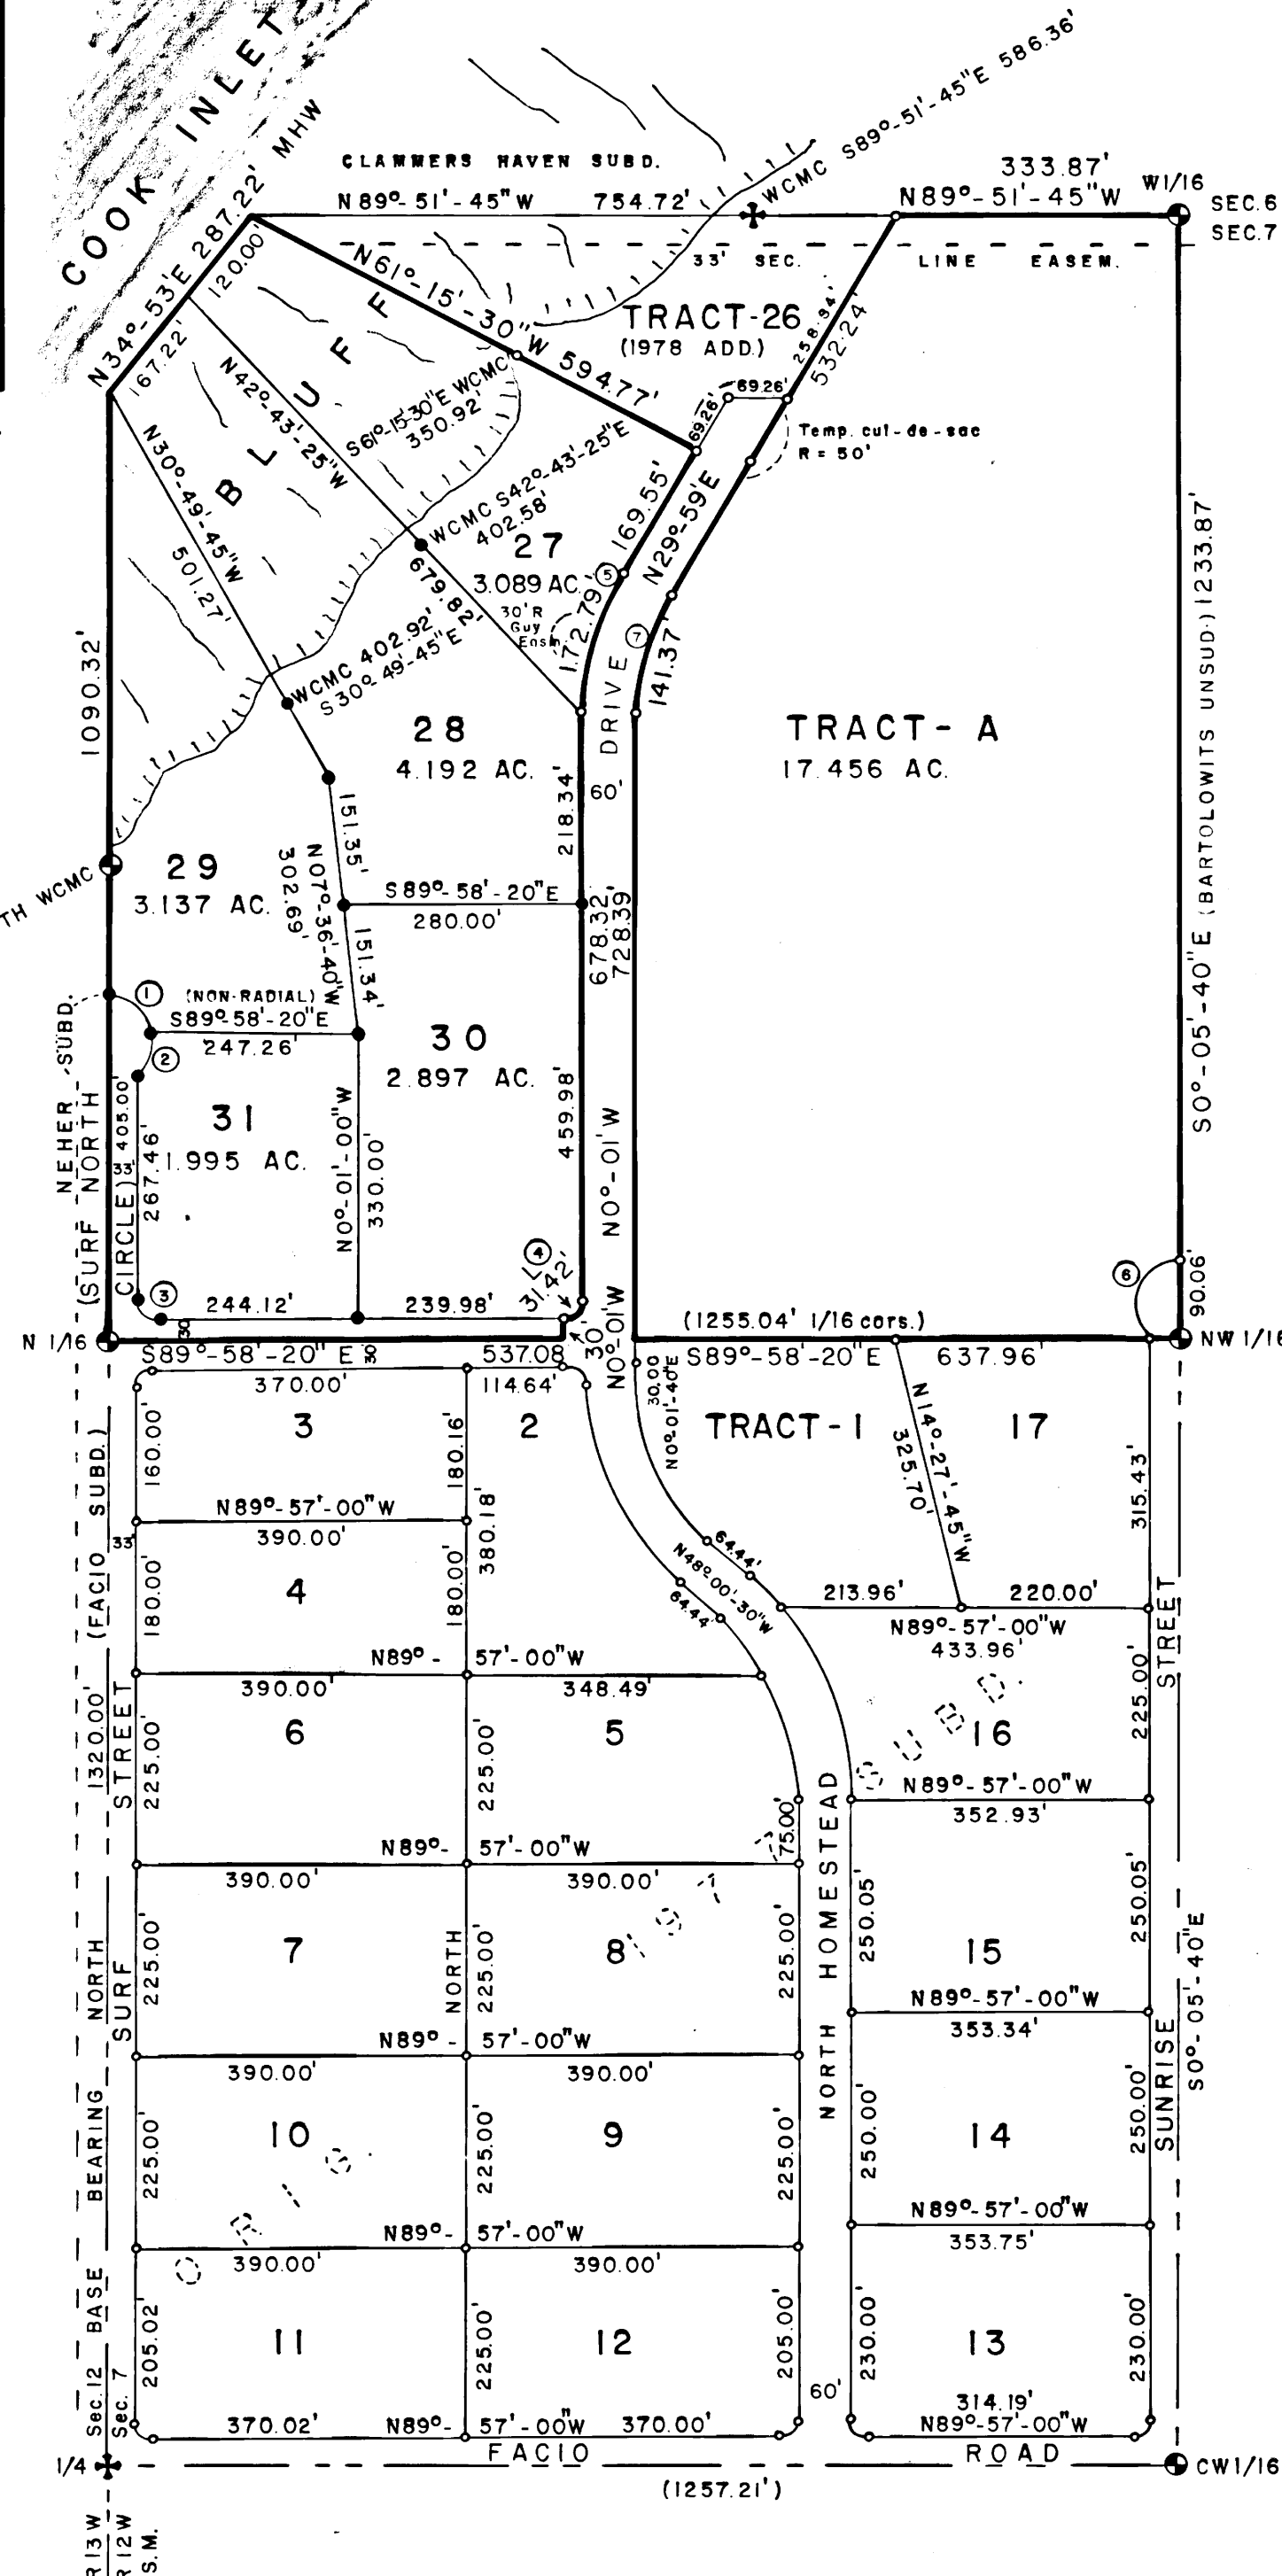 COOK INLET
N34°-53'E 287.22' MHW
167.22'
120.00'
CLAMMERS HAVEN SUBD.
N89°-51'-45"W 754.72'
WCMC S89°-51'-45"E 586.36'
333.87'
N89°-51'-45"W
W1/16
SEC.6
SEC.7
33' SEC. LINE EASEM.
N61°-15'-30"W 594.77'
TRACT-26
(1978 ADD.)
258.94'
532.24'
69.26'
69.26'
Temp. cul-de-sac
R = 50'
BLUFF
N42°-43'-25"W
679.82'
S61°-15-30"E WCMC
350.92'
WCMC S42°-43'-25"E
402.58'
N30°-49'-45"W
501.27'
WCMC 402.92'
S30°-49'-45"E
27
3.089 AC.
30'R
Guy
Esm.
169.55'
N29°-59'E
5
172.79'
7
141.37'
DRIVE
60'
28
4.192 AC.
TRACT- A
17.456 AC.
1090.32'
S0°-05'-40"E (BARTOLOWITS UNSUD.) 1233.87'
218.34'
151.35'
29
3.137 AC.
TH WCMC
N07°-36'-40"W
302.69'
S89°-58'-20"E
280.00'
678.32'
728.39'
151.34'
1
(NON-RADIAL)
S89°-58'-20"E
247.26'
2
30
2.897 AC.
459.98'
N0°-01'W
NEHER SUBD.
(SURF NORTH
CIRCLE) 33' 405.00'
267.46'
31
1.995 AC.
N0°-01'-00"W
330.00'
4
31.42'
3
244.12'
239.98'
30
6
90.06'
N 1/16
S89°-58'-20"E 30 537.08
30'
N0°-01'W
(1255.04' 1/16 cors.)
S89°-58'-20"E 637.96'
NW 1/16
370.00'
114.64'
30.00
N0°-01'-40"E
3
2
TRACT-1
17
160.00'
180.16'
380.18'
N14°-27'-45"W
325.70'
315.43'
N89°-57'-00"W
390.00'
33'
64.44'
N48°00'-30"W
64.44'
4
180.00'
180.00'
213.96'
220.00'
N89°-57'-00"W
433.96'
(FACIO SUBD.)
N89°-57'-00"W
390.00'
348.49'
STREET
225.00'
6
5
16
225.00'
225.00'
1320.00'
STREET
N89°-57'-00"W
352.93'
75.00'
N89°-57'-00"W
390.00'
390.00'
7
8
15
225.00'
225.00'
225.00'
250.05'
250.05'
NORTH
SURF
NORTH
HOMESTEAD
N89°-57'-00"W
353.34'
S0°-05'-40"E
N89°-57'-00"W
390.00'
390.00'
NORTH
SUNRISE
10
9
14
225.00'
225.00'
225.00'
250.00'
250.00'
BASE BEARING
N89°-57'-00"W
353.75'
N89°-57'-00"W
390.00'
390.00'
ORIG. 1977 SUBD.
11
12
13
205.02'
225.00'
205.00'
230.00'
230.00'
60'
Sec. 12
Sec. 7
314.19'
370.02' N89°-57'-00"W 370.00'
N89°-57'-00"W
FACIO ROAD
1/4
CW1/16
(1257.21')
R13W
R12W
S.M.